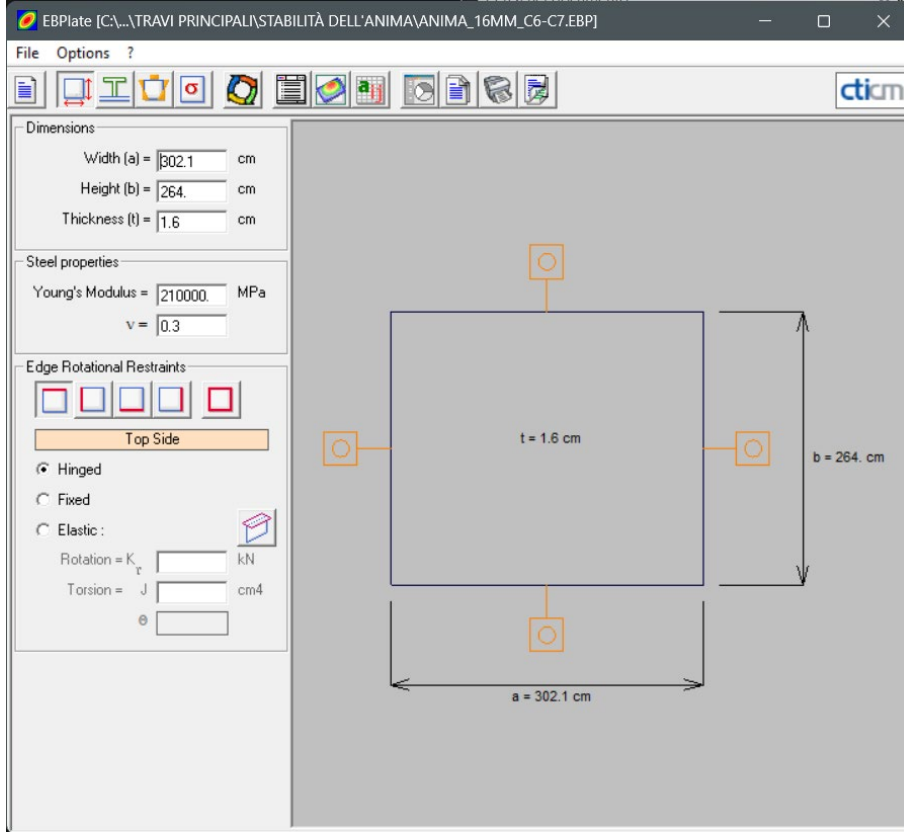 EBPlate [C:\...\TRAVI PRINCIPALI\STABILITÀ DELL'ANIMA\ANIMA_16MM_C6-C7.EBP]
File Options ?
σ
cticm
Dimensions
Width (a) = 302.1 cm
Height (b) = 264. cm
Thickness (t) = 1.6 cm
Steel properties
Young's Modulus = 210000. MPa
ν = 0.3
Edge Rotational Restraints
Top Side
Hinged
Fixed
Elastic :
Rotation = Kr kN
Torsion = J cm4
Θ
t = 1.6 cm
b = 264. cm
a = 302.1 cm